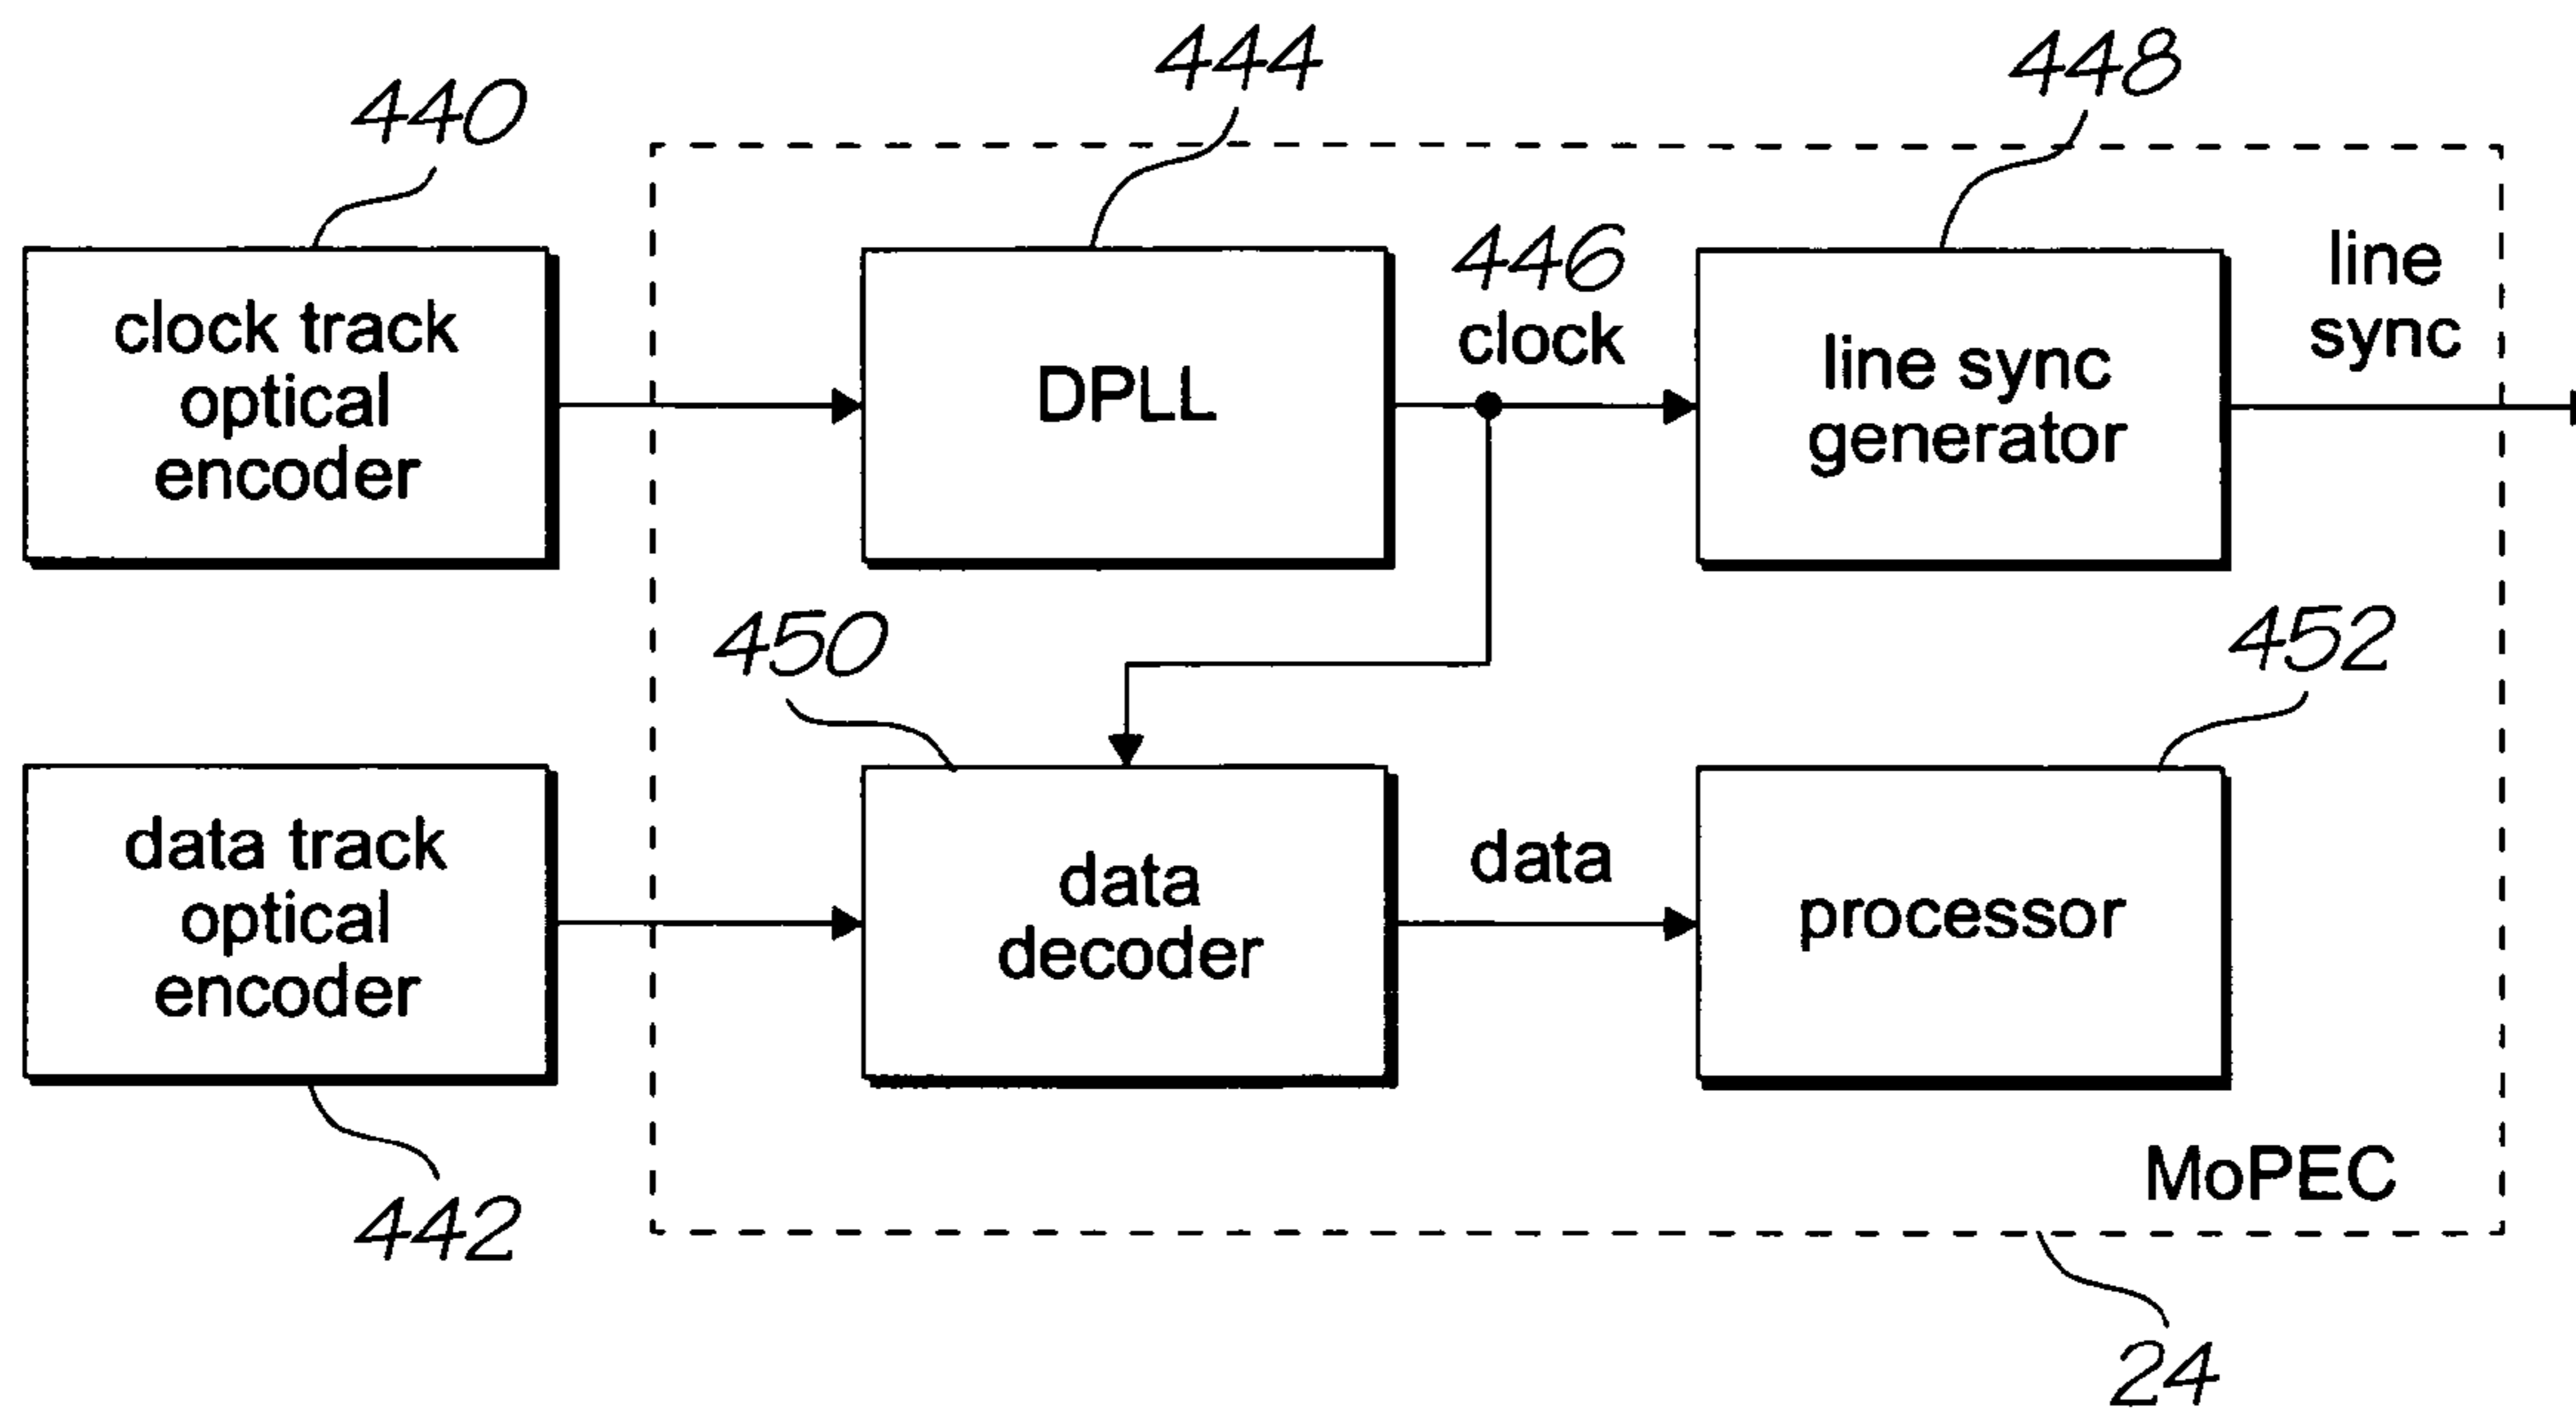 440
444
448
clock track
optical
encoder
DPLL
446
clock
line sync
generator
line
sync
450
452
data track
optical
encoder
data
decoder
data
processor
442
MoPEC
24